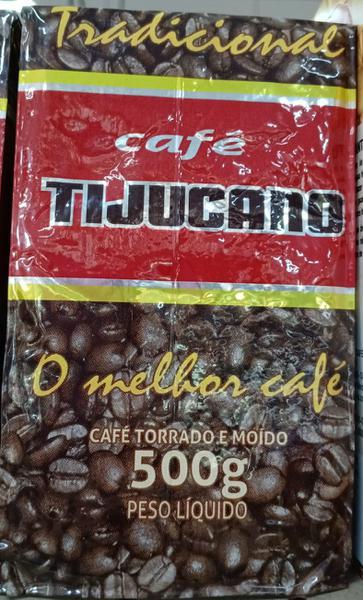 Tradicional
café
TIJUCANO
O melhor café
CAFÉ TORRADO E MOÍDO
500g
PESO LÍQUIDO